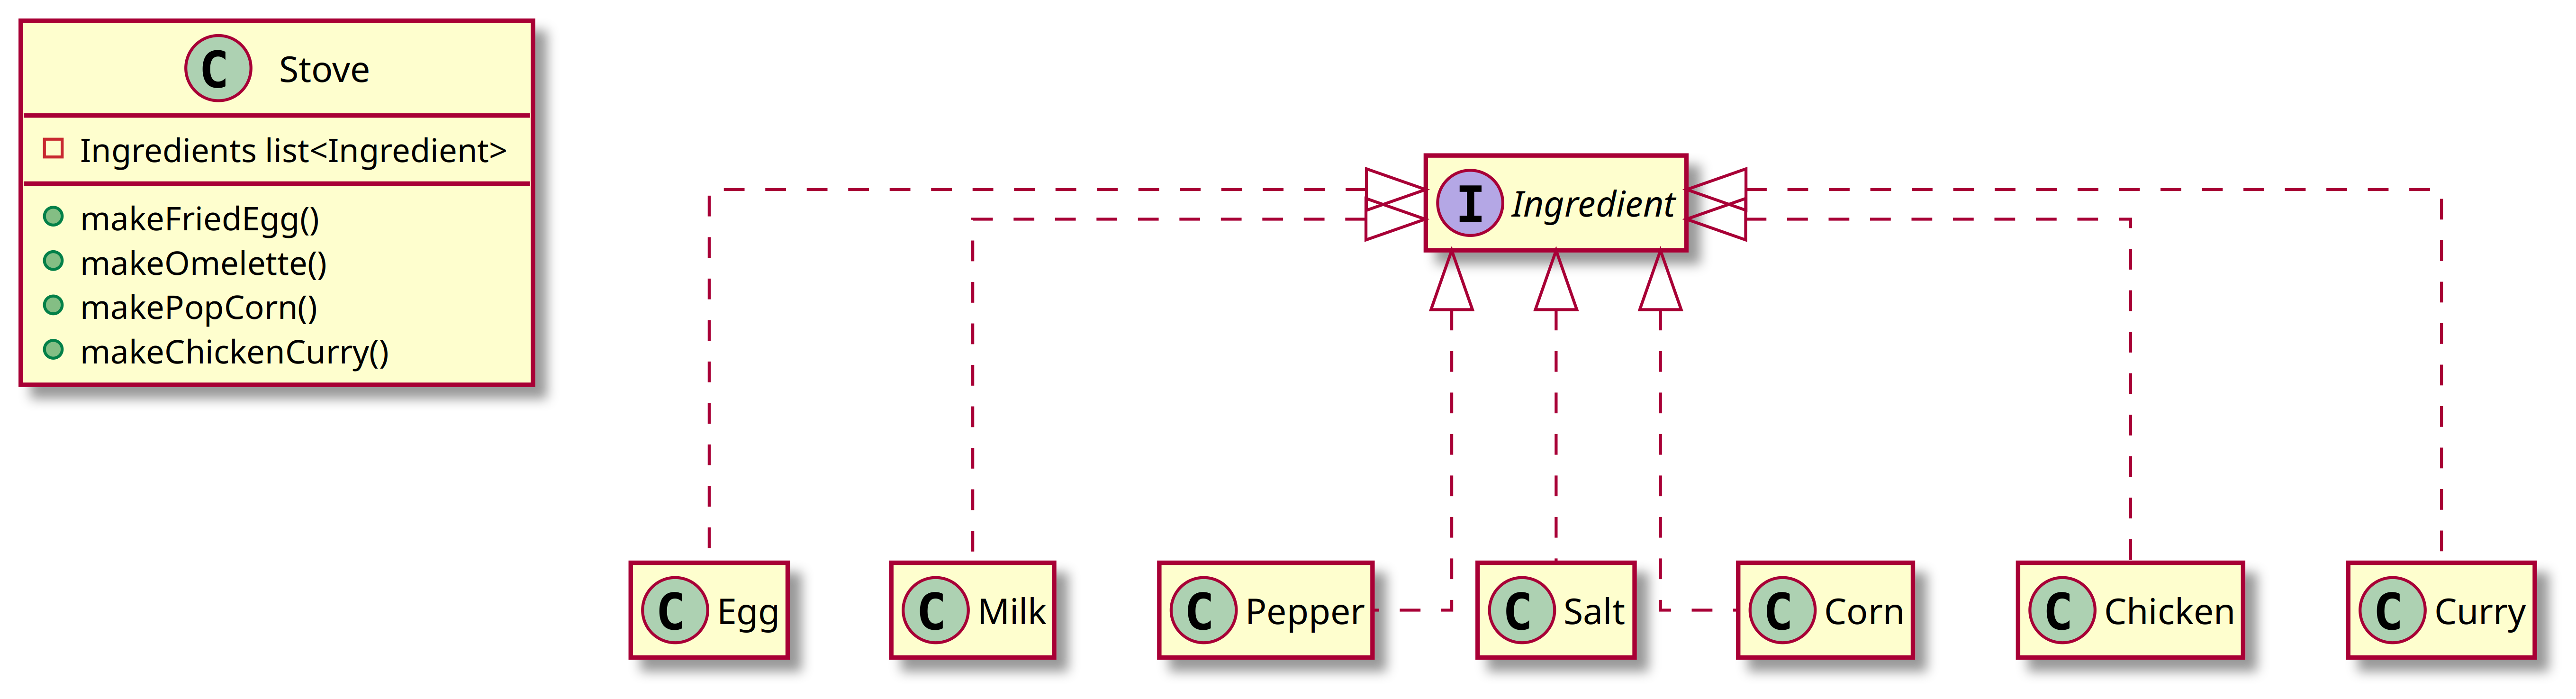 C Stove
Ingredients list<Ingredient>
makeFriedEgg()
makeOmelette()
makePopCorn()
makeChickenCurry()
I Ingredient
C Egg
C Milk
C Pepper
C Salt
C Corn
C Chicken
C Curry